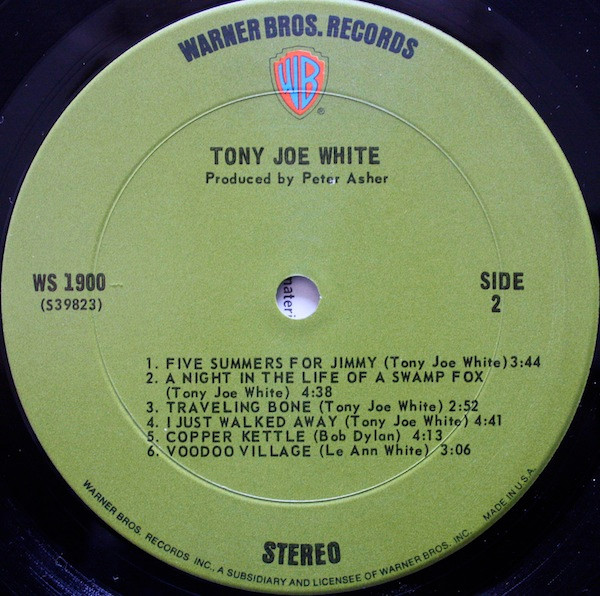 WARNER BROS. RECORDS
WB
®
TONY JOE WHITE
Produced by Peter Asher
WS 1900
(S39823)
SIDE
2
materi
1. FIVE SUMMERS FOR JIMMY (Tony Joe White) 3:44
2. A NIGHT IN THE LIFE OF A SWAMP FOX
(Tony Joe White) 4:38
3. TRAVELING BONE (Tony Joe White) 2:52
4. I JUST WALKED AWAY (Tony Joe White) 4:41
5. COPPER KETTLE (Bob Dylan) 4:13
6. VOODOO VILLAGE (Le Ann White) 3:06
STEREO
WARNER BROS. RECORDS INC., A SUBSIDIARY AND LICENSEE OF WARNER BROS. INC. MADE IN U.S.A.